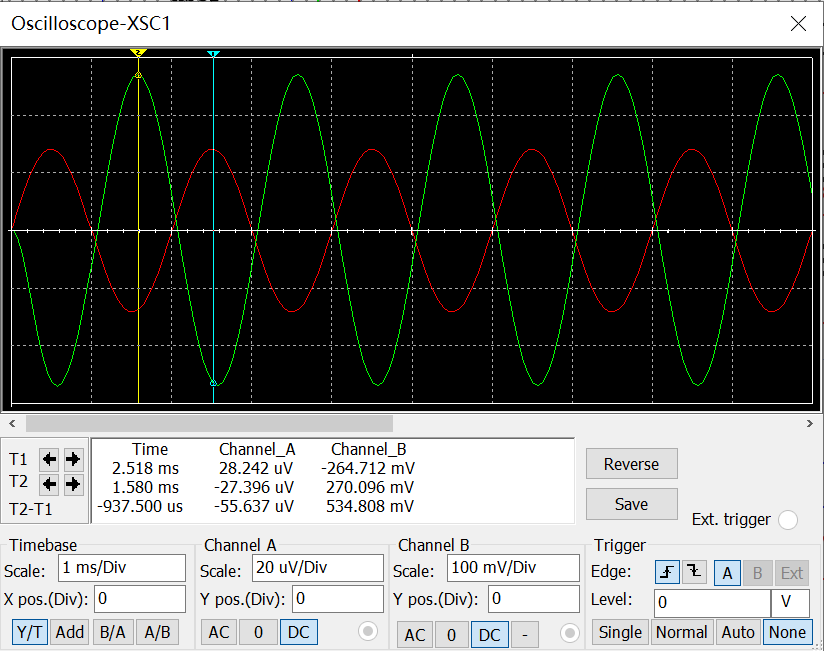 Oscilloscope-XSC1
2
1
T1
T2
T2-T1
Time Channel_A Channel_B
2.518 ms 28.242 uV -264.712 mV
1.580 ms -27.396 uV 270.096 mV
-937.500 us -55.637 uV 534.808 mV
Reverse
Save
Ext. trigger
Timebase
Scale: 1 ms/Div
X pos.(Div): 0
Y/T Add B/A A/B
Channel A
Scale: 20 uV/Div
Y pos.(Div): 0
AC 0 DC
Channel B
Scale: 100 mV/Div
Y pos.(Div): 0
AC 0 DC -
Trigger
Edge: A B Ext
Level: 0 V
Single Normal Auto None